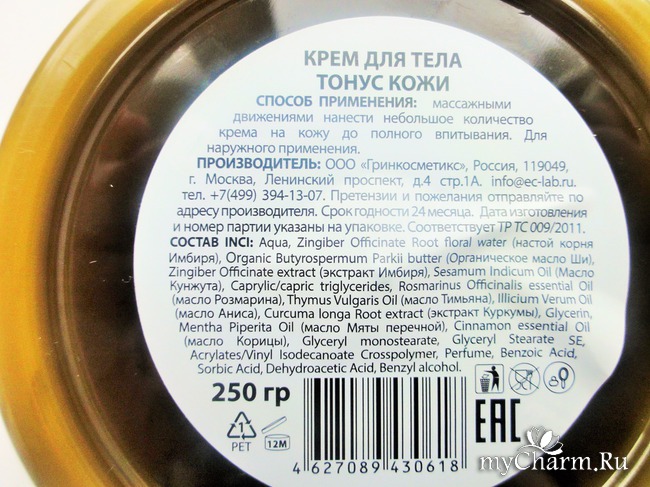 КРЕМ ДЛЯ ТЕЛА
ТОНУС КОЖИ
СПОСОБ ПРИМЕНЕНИЯ: массажными
движениями нанести небольшое количество
крема на кожу до полного впитывания. Для
наружного применения.
ПРОИЗВОДИТЕЛЬ: ООО «Гринкосметикс», Россия, 119049,
г. Москва, Ленинский проспект, д.4 стр.1А. info@ec-lab.ru.
тел. +7(499) 394-13-07. Претензии и пожелания отправляйте по
адресу производителя. Срок годности 24 месяца. Дата изготовления
и номер партии указаны на упаковке. Соответствует ТР ТС 009/2011.
СОСТАВ INCI: Aqua, Zingiber Officinate Root floral water (настой корня
Имбиря), Organic Butyrospermum Parkii butter (Органическое масло Ши),
Zingiber Officinate extract (экстракт Имбиря), Sesamum Indicum Oil (Масло
Кунжута), Caprylic/capric triglycerides, Rosmarinus Officinalis essential Oil
(масло Розмарина), Thymus Vulgaris Oil (масло Тимьяна), Illicium Verum Oil
(масло Аниса), Curcuma longa Root extract (экстракт Куркумы), Glycerin,
Mentha Piperita Oil (масло Мяты перечной), Cinnamon essential Oil
(масло Корицы), Glyceryl monostearate, Glyceryl Stearate SE,
Acrylates/Vinyl Isodecanoate Crosspolymer, Perfume, Benzoic Acid,
Sorbic Acid, Dehydroacetic Acid, Benzyl alcohol.
250 гр
1
PET
12M
EAC
4 627089 430618
myCharm.Ru